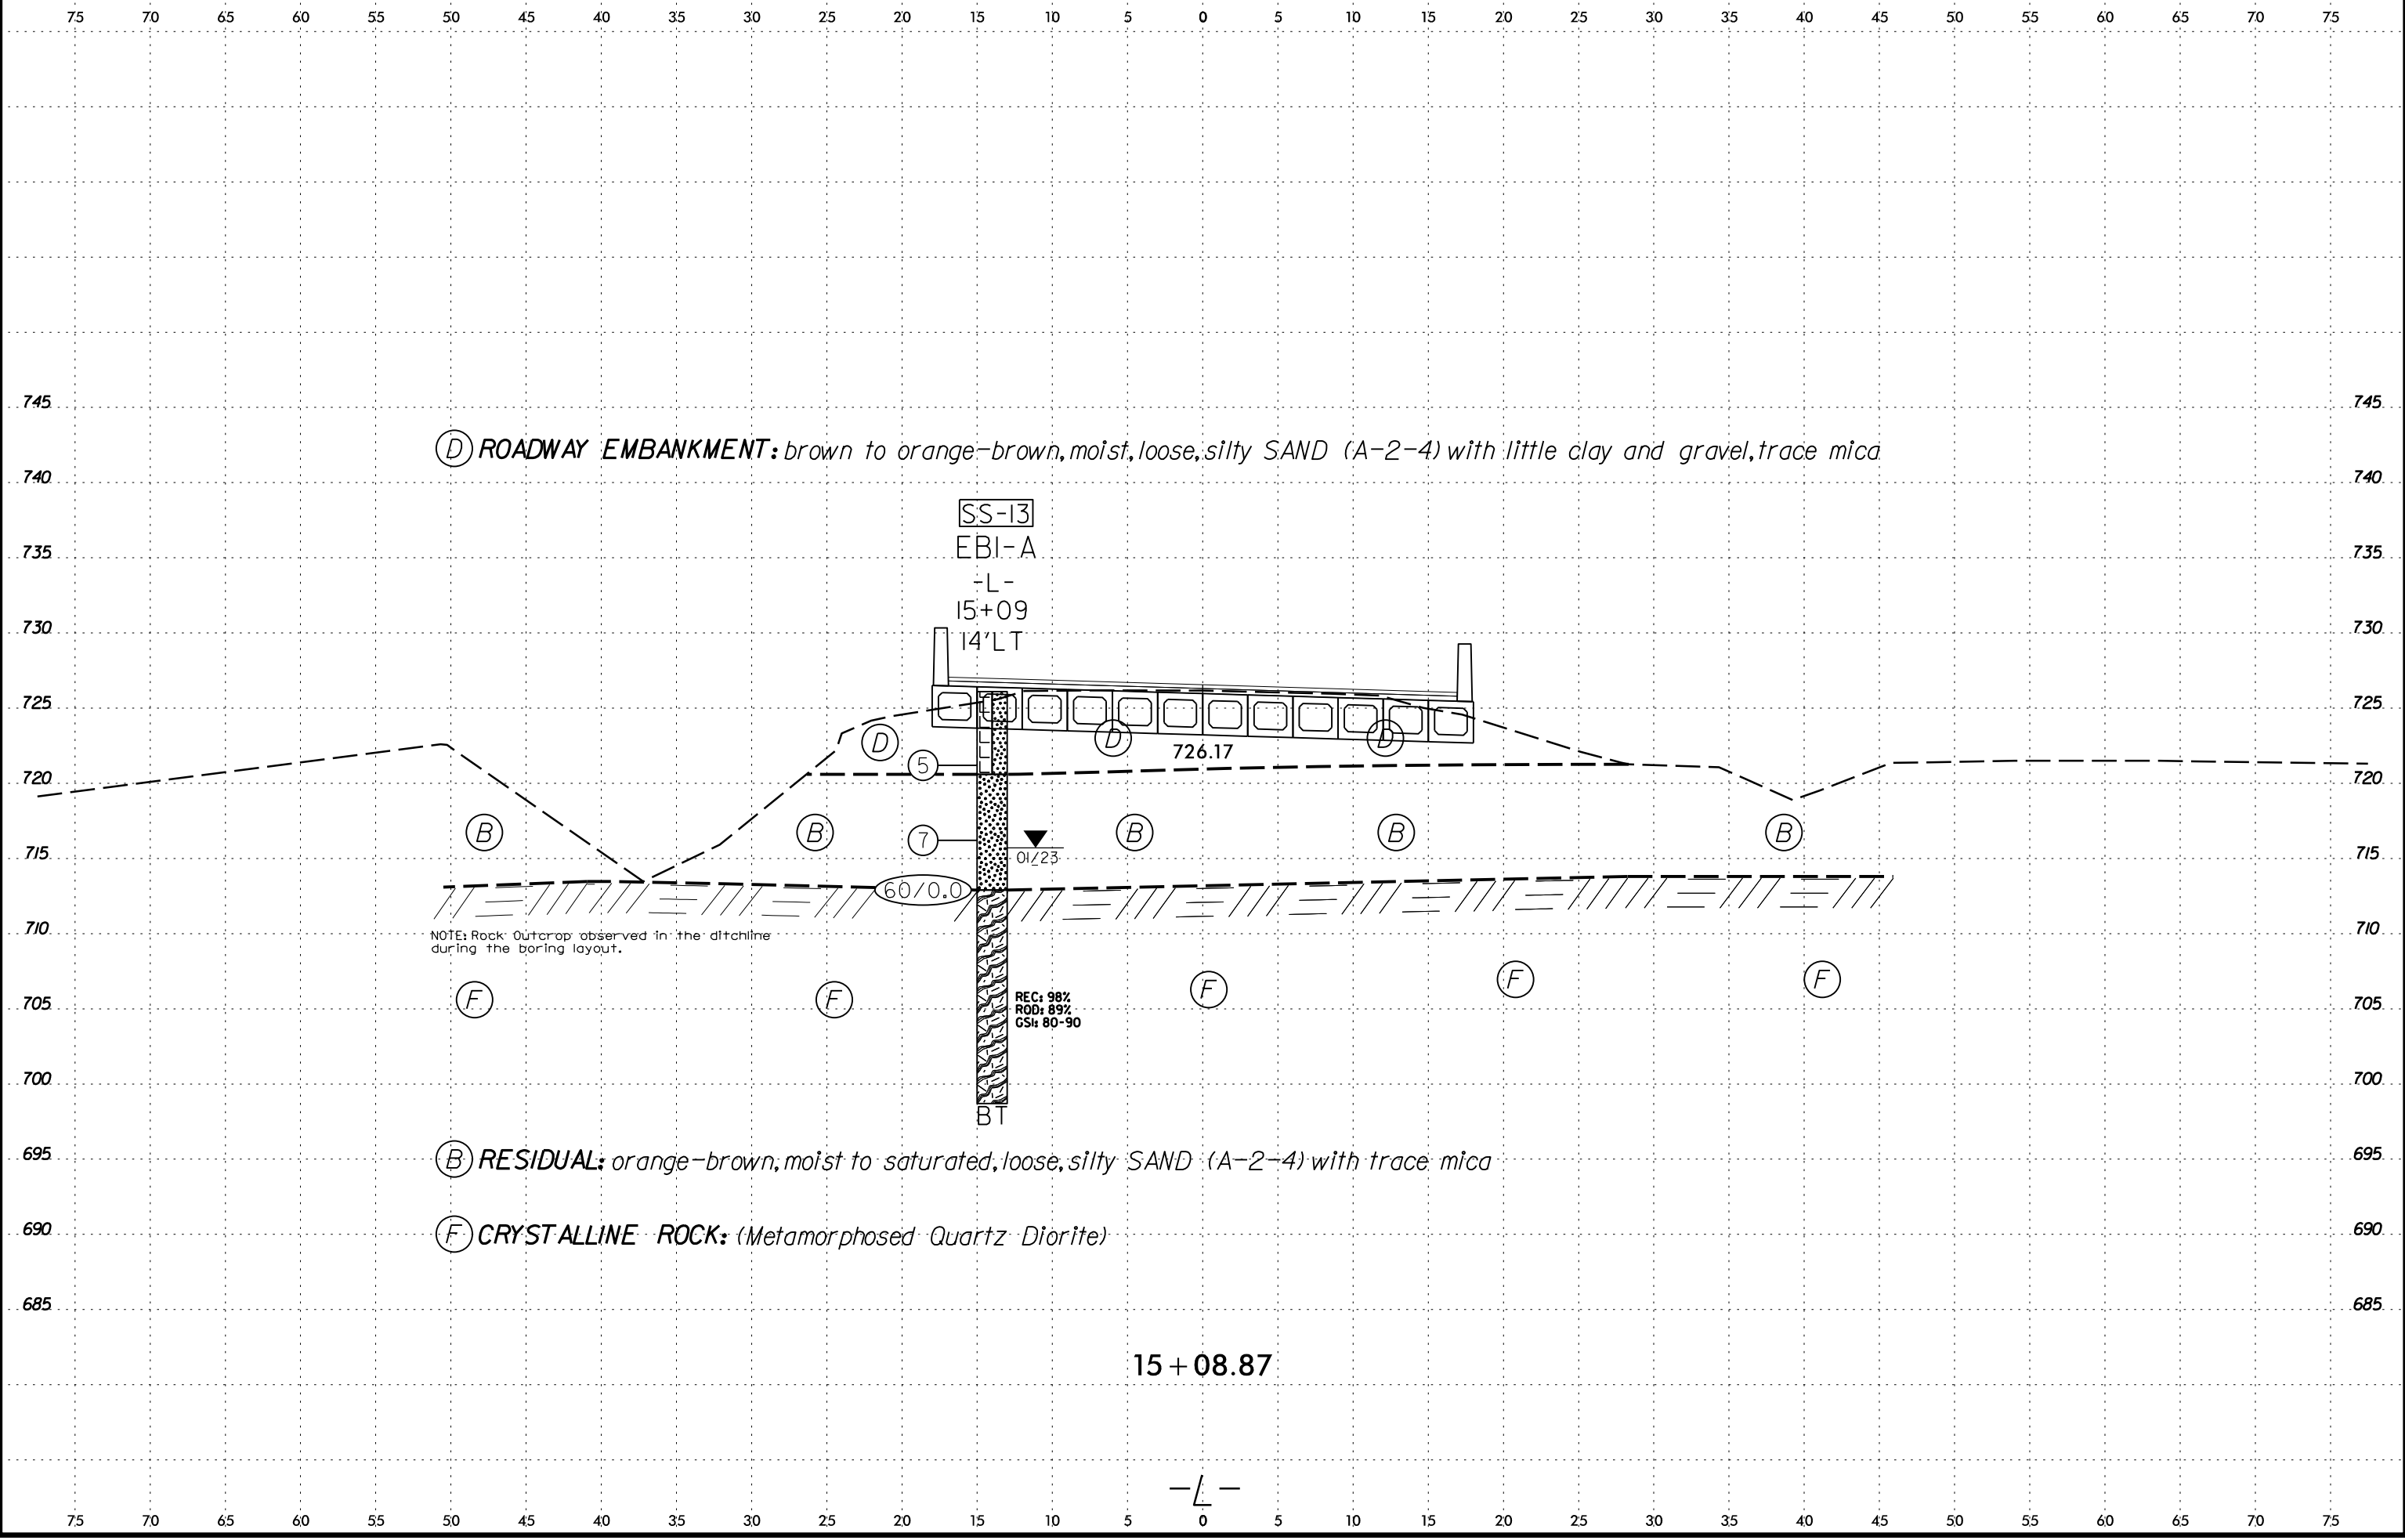 75 70 65 60 55 50 45 40 35 30 25 20 15 10 5 0 5 10 15 20 25 30 35 40 45 50 55 60 65 70 75
745 745
(D) ROADWAY EMBANKMENT: brown to orange-brown, moist, loose, silty SAND (A-2-4) with little clay and gravel, trace mica
740 740
SS-13
EB1-A
735 735
-L-
15+09
730 730
14'LT
725 725
D D D
726.17
5
720 720
B B B B B
7
715 01/23 715
60/0.0
710 710
NOTE: Rock Outcrop observed in the ditchline
during the boring layout.
F F F F F
705 705
REC: 98%
RQD: 89%
GSI: 80-90
700 700
BT
695 695
(B) RESIDUAL: orange-brown, moist to saturated, loose, silty SAND (A-2-4) with trace mica
690 690
(F) CRYSTALLINE ROCK: (Metamorphosed Quartz Diorite)
685 685
15+08.87
-L-
75 70 65 60 55 50 45 40 35 30 25 20 15 10 5 0 5 10 15 20 25 30 35 40 45 50 55 60 65 70 75